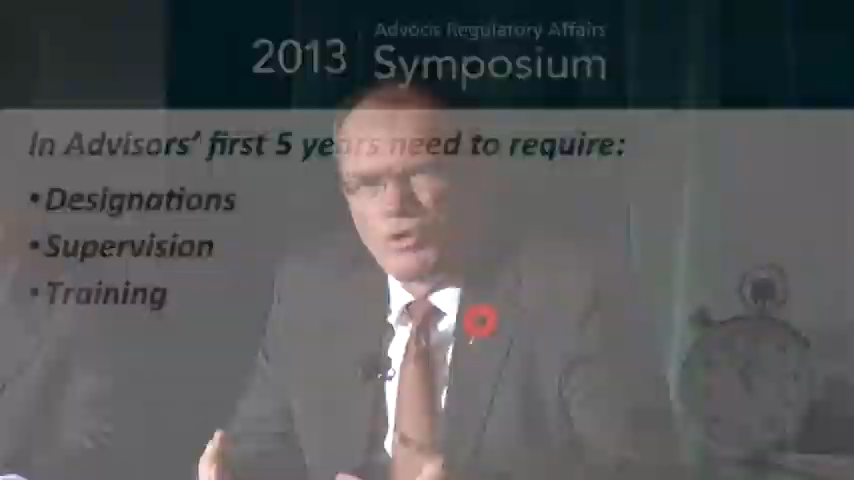 Advocis Regulatory Affairs
2013 Symposium
In Advisors' first 5 years need to require:
•Designations
•Supervision
•Training